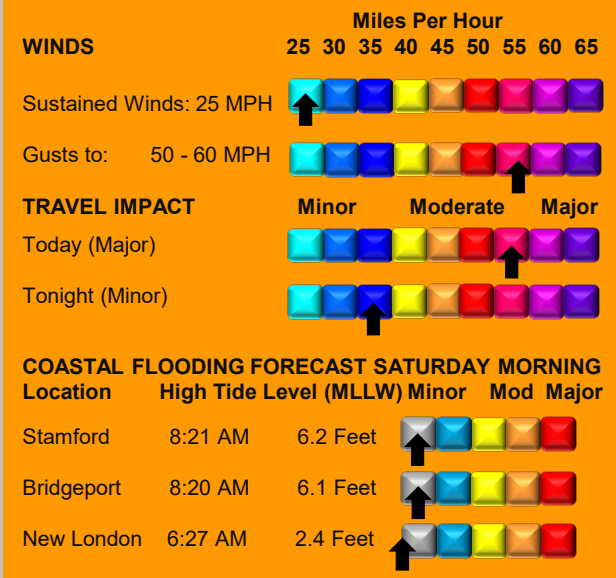 Miles Per Hour
WINDS 25 30 35 40 45 50 55 60 65
Sustained Winds: 25 MPH
Gusts to: 50 - 60 MPH
TRAVEL IMPACT Minor Moderate Major
Today (Major)
Tonight (Minor)
COASTAL FLOODING FORECAST SATURDAY MORNING
Location High Tide Level (MLLW) Minor Mod Major
Stamford 8:21 AM 6.2 Feet
Bridgeport 8:20 AM 6.1 Feet
New London 6:27 AM 2.4 Feet